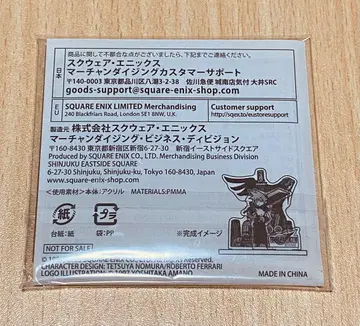 商品に関して不都合な点がございましたら、下記までご連絡ください。
日本
スクウェア・エニックス
マーチャンダイジングカスタマーサポート
〒140-0003 東京都品川区八潮3-2-38 佐川急便 城南店気付 大井SRC
goods-support@square-enix-shop.com
EU
SQUARE ENIX LIMITED Merchandising
240 Blackfriars Road, London SE1 8NW, U.K.
Customer support
http://sqex.to/eustoresupport
製造元 株式会社スクウェア・エニックス
マーチャンダイジング・ビジネス・ディビジョン
〒160-8430 東京都新宿区新宿6-27-30 新宿イーストサイドスクエア
Produced by SQUARE ENIX CO., LTD. Merchandising Business Division
SHINJUKU EASTSIDE SQUARE
6-27-30 Shinjuku, Shinjuku-ku, Tokyo 160-8430, Japan
www.square-enix-shop.com
<使用素材>本体:アクリル MATERIALS:PMMA
紙
プラ
台紙:紙
袋:PP
※完成イメージ
NOT FOR SALE!
MADE IN CHINA
SQUARE ENIX
CHARACTER DESIGN: TETSUYA NOMURA/ROBERTO FERRARI
LOGO ILLUSTRATION: © 1997 YOSHITAKA AMANO